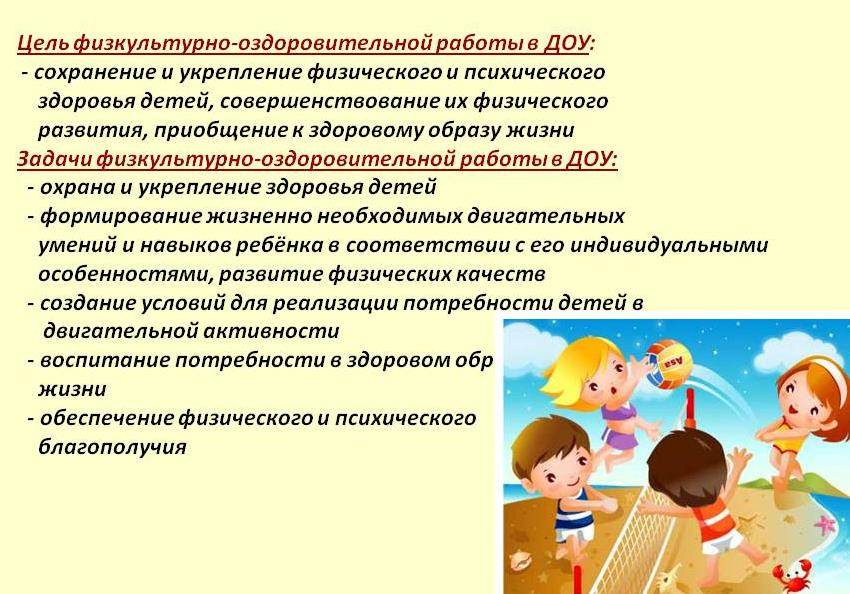 Цель физкультурно-оздоровительной работы в ДОУ:
- сохранение и укрепление физического и психического
здоровья детей, совершенствование их физического
развития, приобщение к здоровому образу жизни
Задачи физкультурно-оздоровительной работы в ДОУ:
- охрана и укрепление здоровья детей
- формирование жизненно необходимых двигательных
умений и навыков ребёнка в соответствии с его индивидуальными
особенностями, развитие физических качеств
- создание условий для реализации потребности детей в
двигательной активности
- воспитание потребности в здоровом обр
жизни
- обеспечение физического и психического
благополучия
Asa